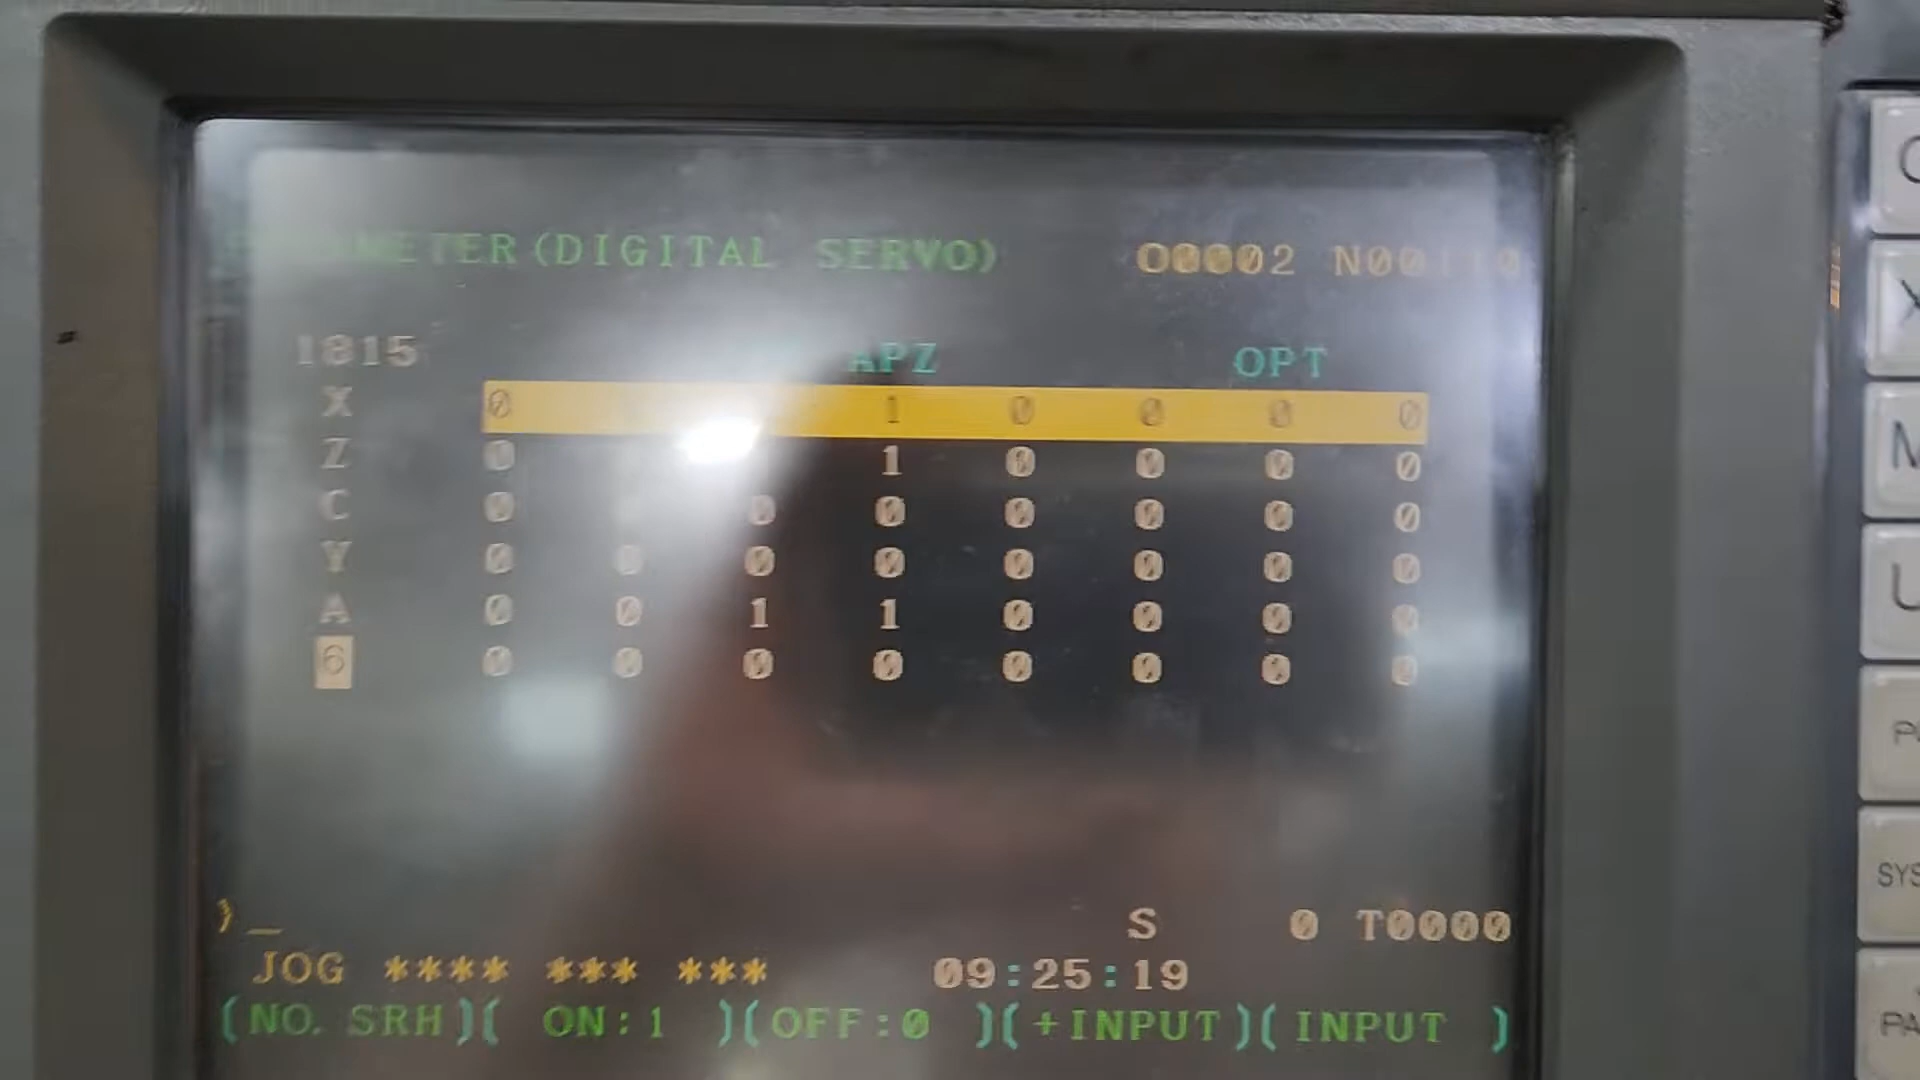 METER(DIGITAL SERVO) O0002
1815 APZ OPT
X 0 1 0 0 0 0
Z 0 1 0 0 0 0
C 0 0 0 0 0 0 0
Y 0 0 0 0 0 0 0 0
A 0 0 1 1 0 0 0 0
6 0 0 0 0 0 0 0 0
)_ S 0 T0000
JOG **** *** *** 09:25:19
(NO. SRH)( ON:1 )(OFF:0 )(+INPUT)( INPUT )